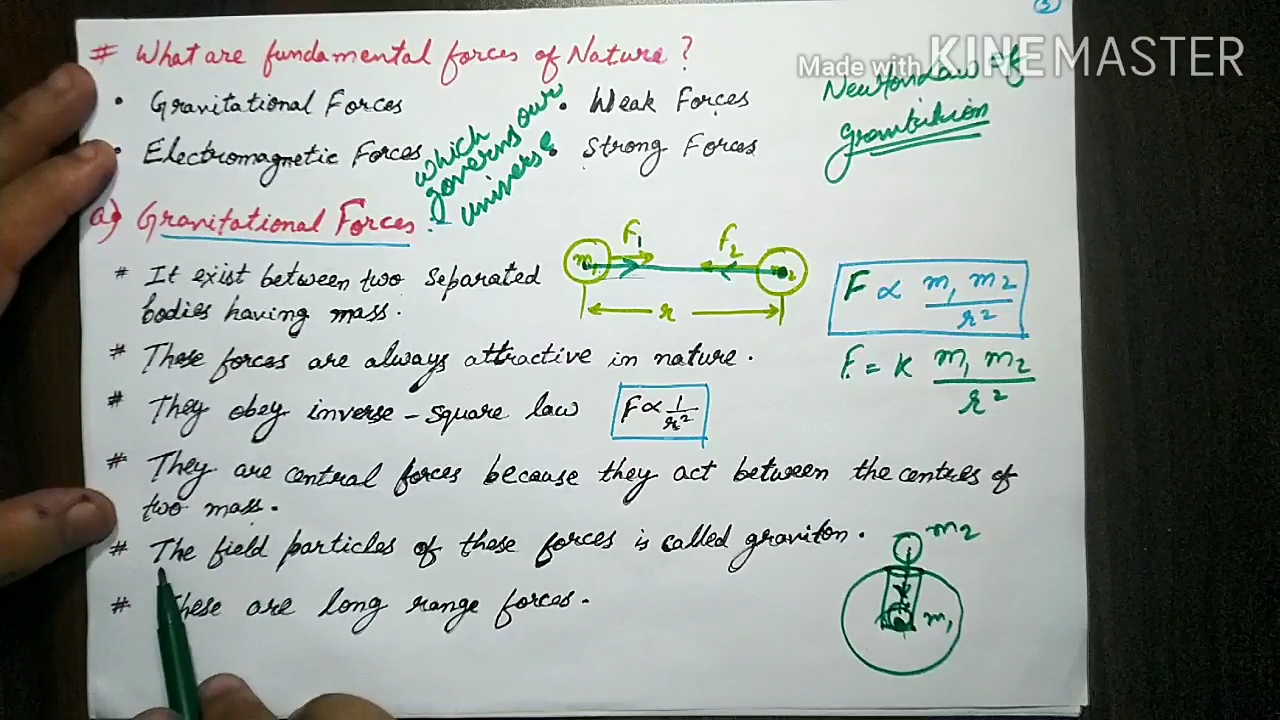 3
Made with KINEMASTER
# What are fundamental forces of Nature?
Newton Law of
Gravitation
• Gravitational Forces
• Weak Forces
• Electromagnetic Forces
• Strong Forces
which
governs our
universe
a) Gravitational Forces :-
F1 F2
m1 m2
r
# It exist between two separated
bodies having mass.
F ∝ m1 m2 / r²
# These forces are always attractive in nature.
F = K m1 m2 / r²
# They obey inverse-square law F ∝ 1/r²
# They are central forces because they act between the centres of
two mass.
# The field particles of these forces is called graviton.
m2
# These are long range forces.
m1